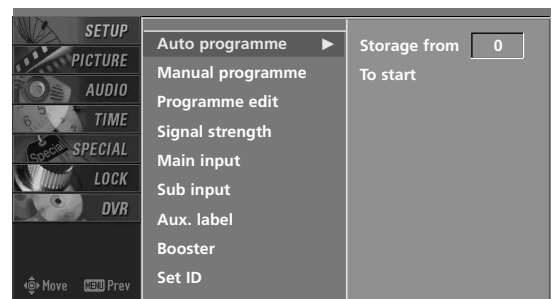 SETUP
PICTURE
AUDIO
TIME
SPECIAL
LOCK
DVR
Move MENU Prev
Auto programme ▶
Manual programme
Programme edit
Signal strength
Main input
Sub input
Aux. label
Booster
Set ID
Storage from 0
To start
Special